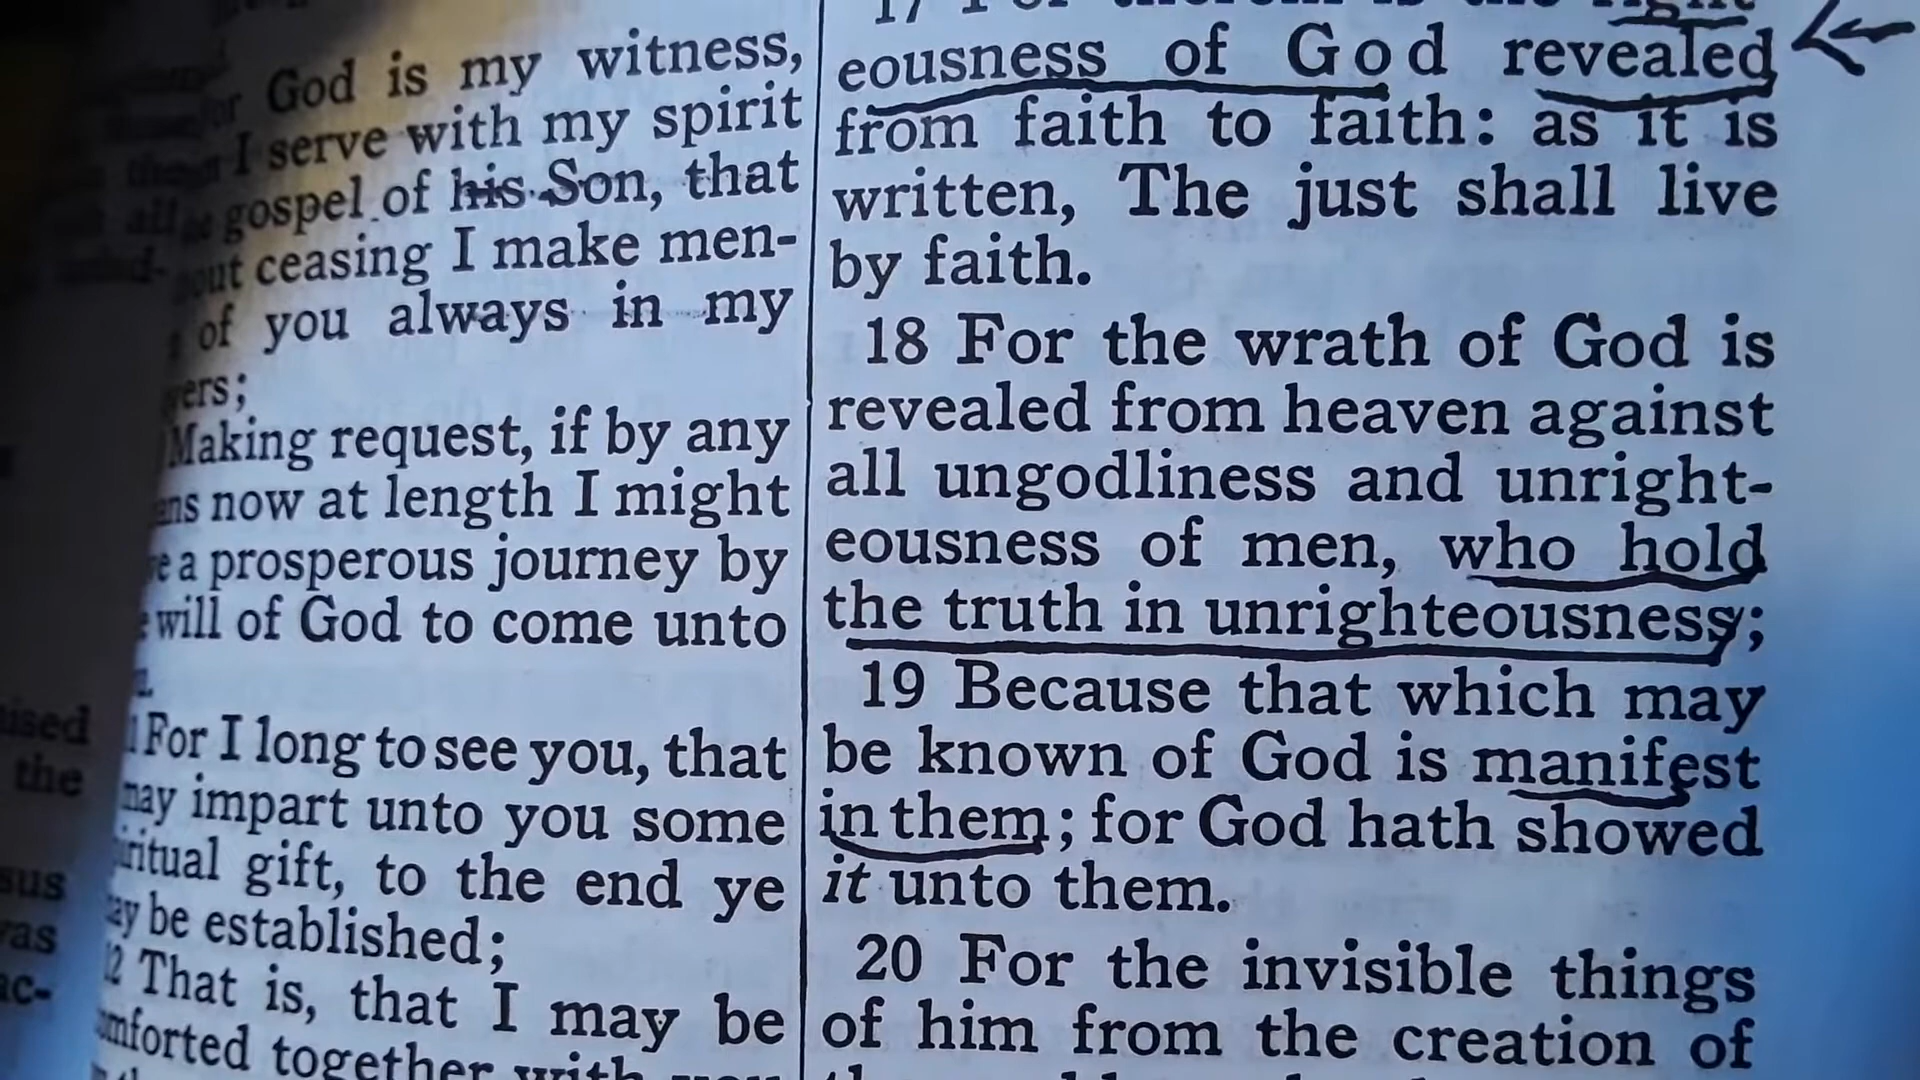 God is my witness,
I serve with my spirit
gospel of his Son, that
ceasing I make men-
of you always in my
Making request, if by any
now at length I might
a prosperous journey by
will of God to come unto
For I long to see you, that
may impart unto you some
gift, to the end ye
be established;
12 That is, that I may be
together with you
eousness of God revealed
from faith to faith: as it is
written, The just shall live
by faith.
18 For the wrath of God is
revealed from heaven against
all ungodliness and unright-
eousness of men, who hold
the truth in unrighteousness;
19 Because that which may
be known of God is manifest
in them; for God hath showed
it unto them.
20 For the invisible things
of him from the creation of